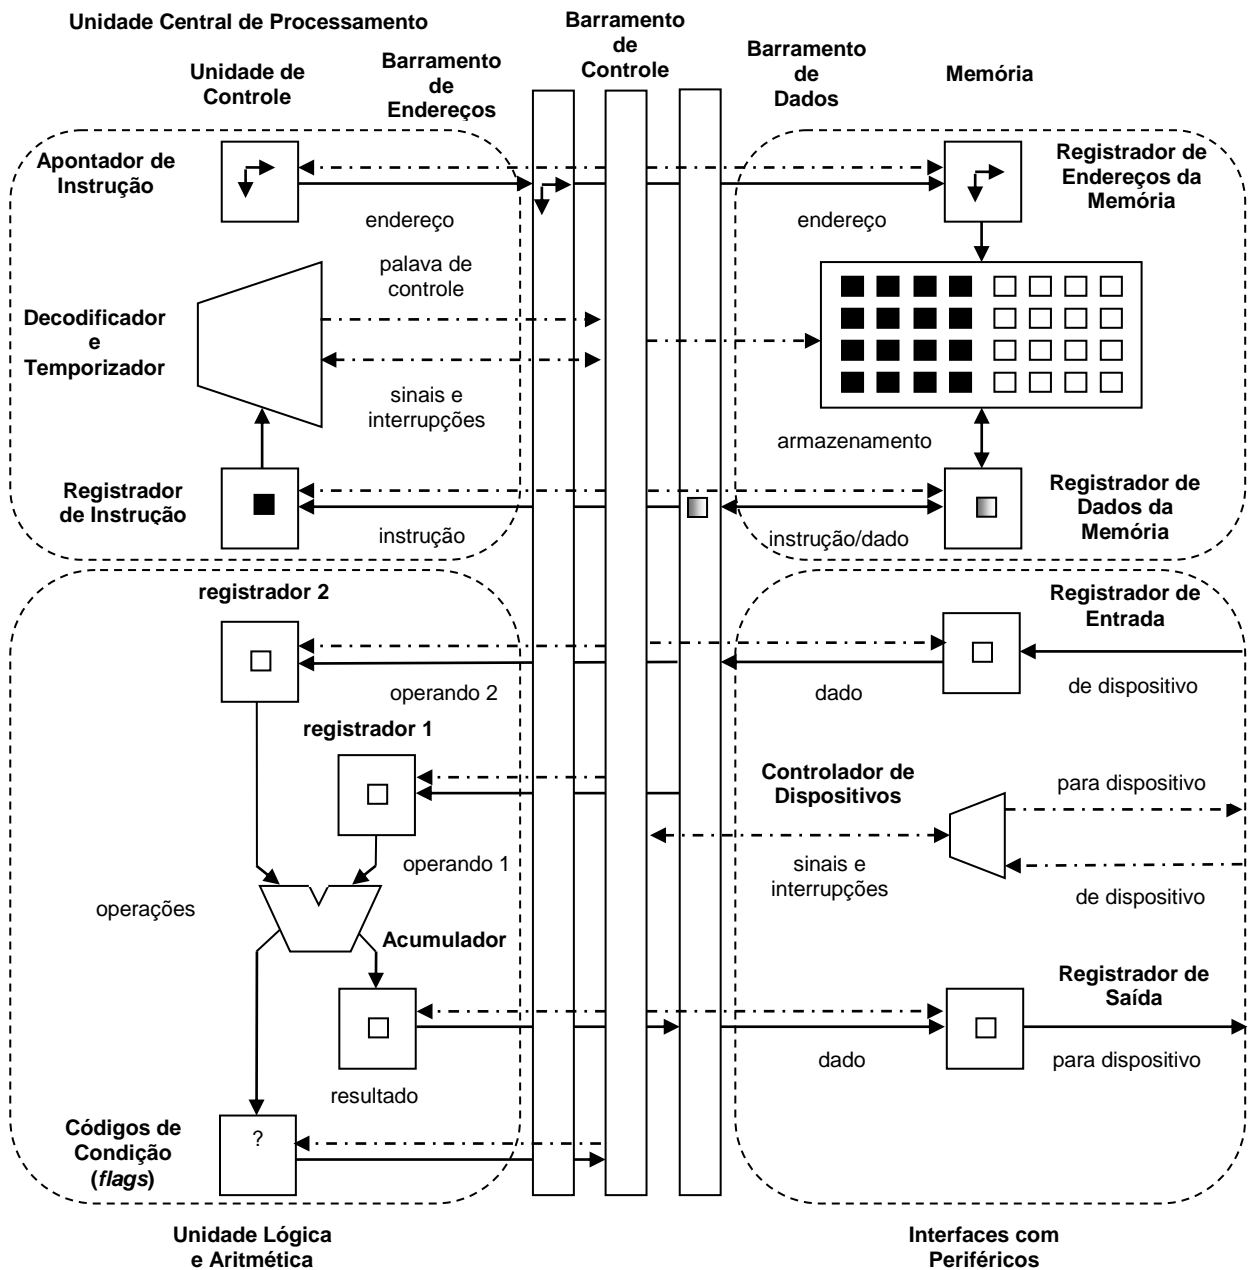 Unidade Central de Processamento
Barramento
de
Controle
Unidade de
Controle
Barramento
de
Endereços
Barramento
de
Dados
Memória
Apontador de
Instrução
Registrador de
Endereços da
Memória
endereço
endereço
palava de
controle
Decodificador
e
Temporizador
sinais e
interrupções
armazenamento
Registrador
de Instrução
Registrador de
Dados da
Memória
instrução
instrução/dado
registrador 2
Registrador de
Entrada
operando 2
dado
de dispositivo
registrador 1
Controlador de
Dispositivos
para dispositivo
operando 1
sinais e
interrupções
de dispositivo
operações
Acumulador
Registrador de
Saída
dado
para dispositivo
resultado
Códigos de
Condição
(flags)
?
Unidade Lógica
e Aritmética
Interfaces com
Periféricos